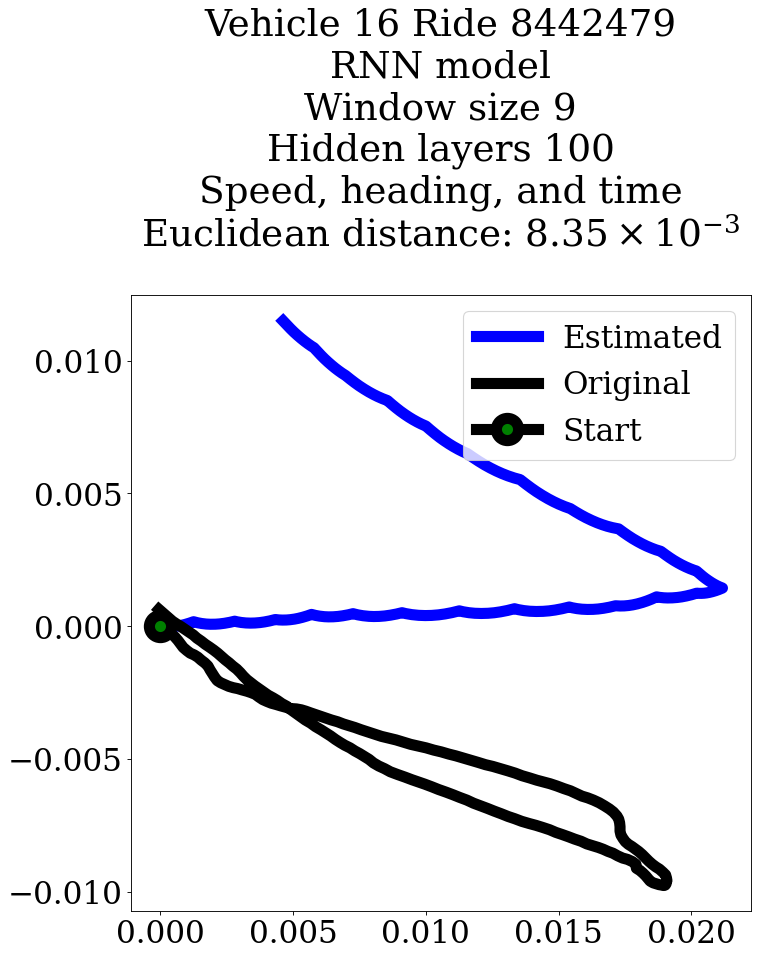 Vehicle 16 Ride 8442479
RNN model
Window size 9
Hidden layers 100
Speed, heading, and time
Euclidean distance: 8.35 × 10⁻³
Estimated
Original
Start
0.010
0.005
0.000
−0.005
−0.010
0.000 0.005 0.010 0.015 0.020